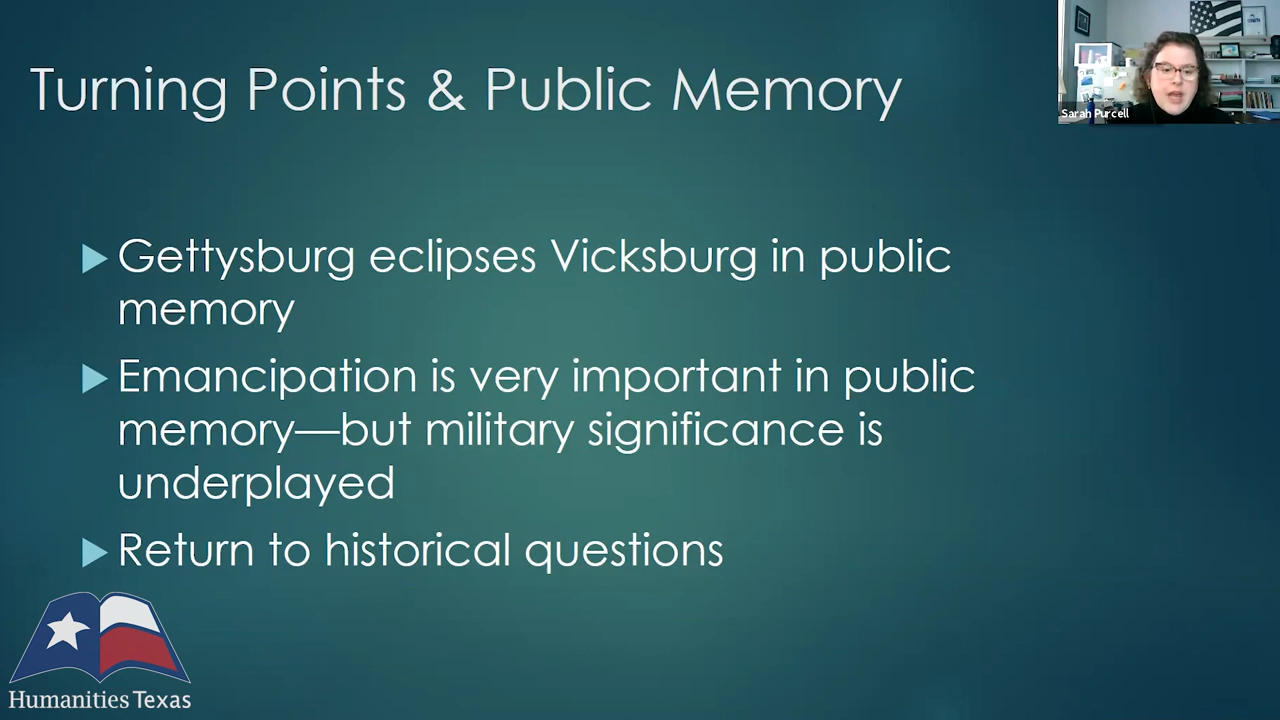 Turning Points & Public Memory
Sarah Purcell
Gettysburg eclipses Vicksburg in public
memory
Emancipation is very important in public
memory—but military significance is
underplayed
Return to historical questions
Humanities Texas